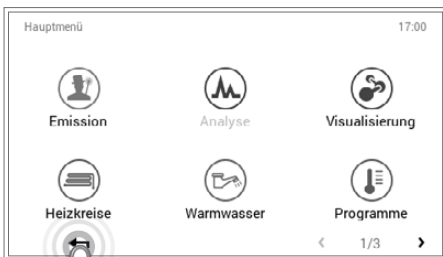 Hauptmenü 17:00
Emission Analyse Visualisierung
Heizkreise Warmwasser Programme
< 1/3 >